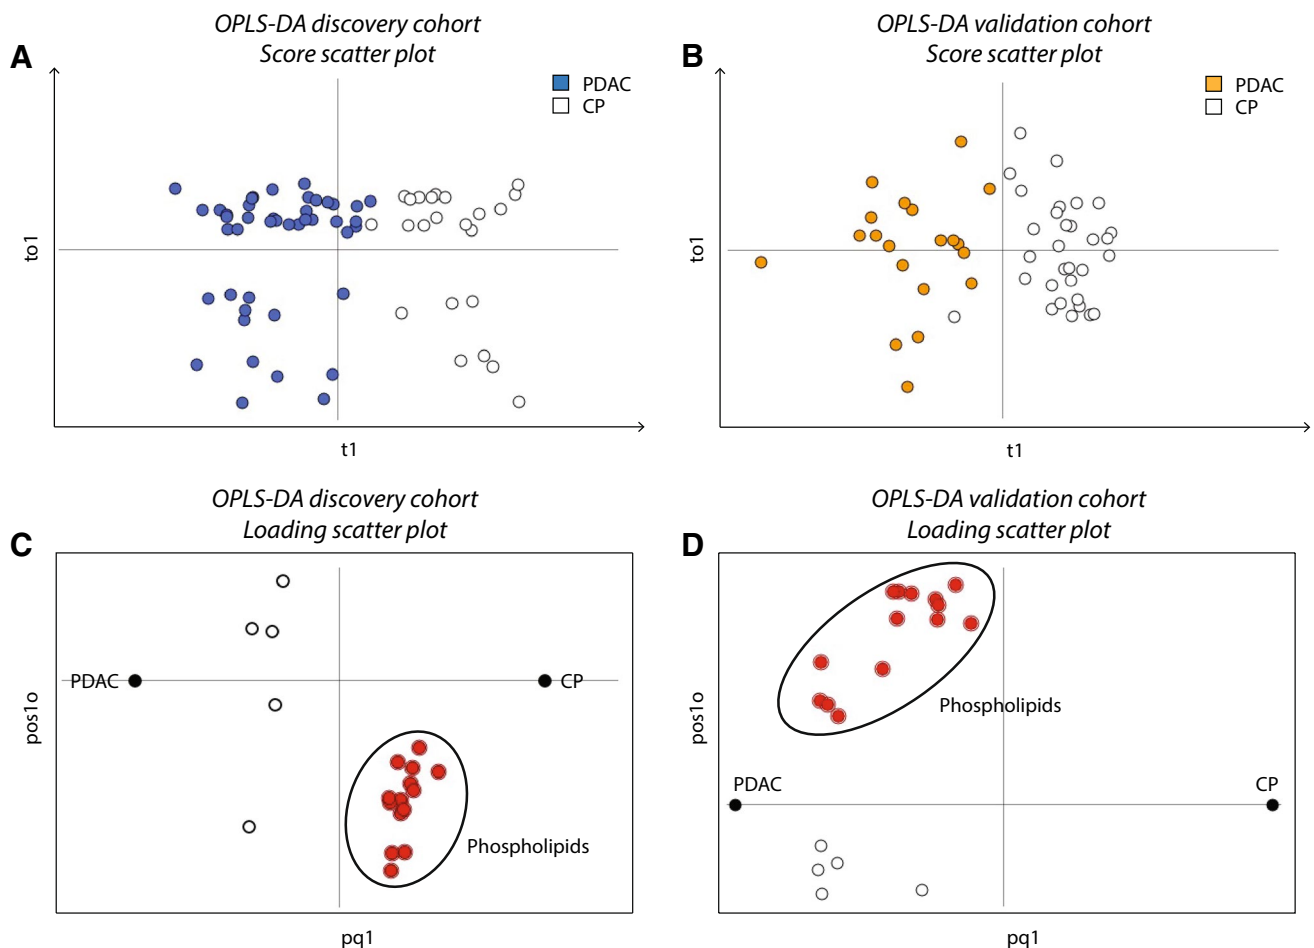 OPLS-DA discovery cohort
Score scatter plot
A
PDAC
CP
to1
t1
OPLS-DA validation cohort
Score scatter plot
B
PDAC
CP
to1
t1
OPLS-DA discovery cohort
Loading scatter plot
C
PDAC
CP
Phospholipids
pos1o
pq1
OPLS-DA validation cohort
Loading scatter plot
D
Phospholipids
PDAC
CP
pos1o
pq1